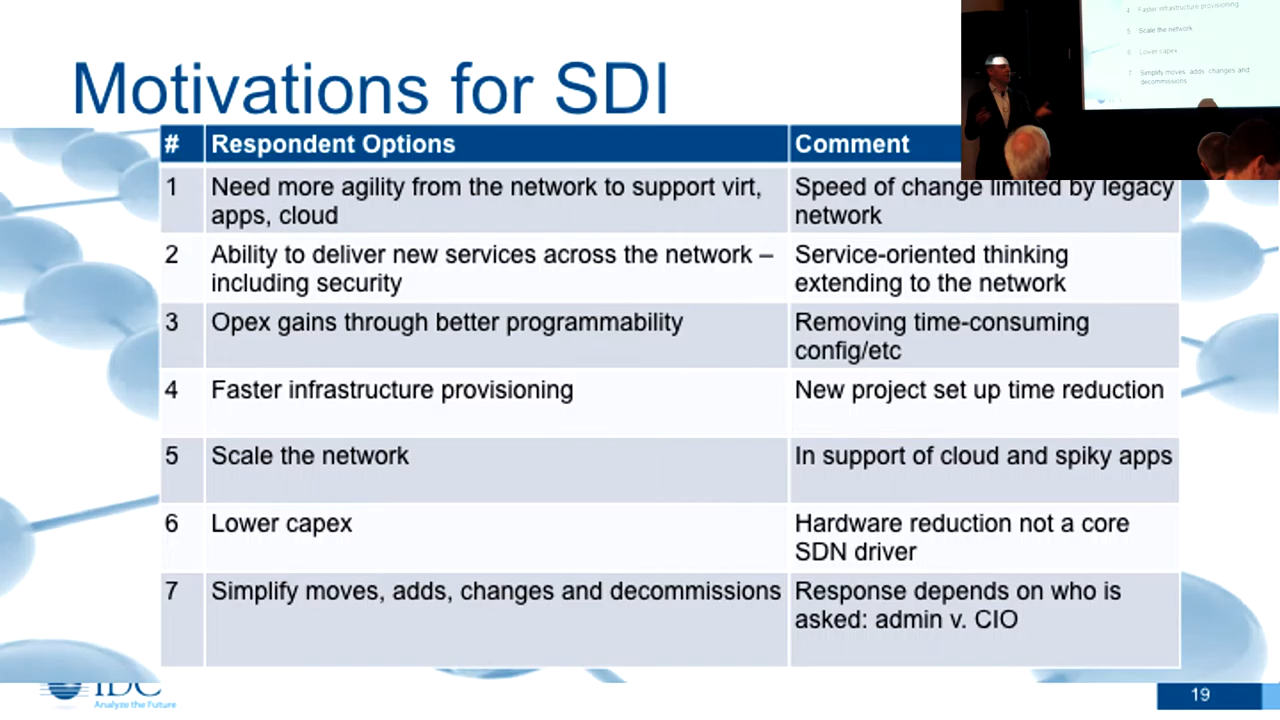 Motivations for SDI
# Respondent Options Comment
1 Need more agility from the network to support virt, apps, cloud Speed of change limited by legacy network
2 Ability to deliver new services across the network – including security Service-oriented thinking extending to the network
3 Opex gains through better programmability Removing time-consuming config/etc
4 Faster infrastructure provisioning New project set up time reduction
5 Scale the network In support of cloud and spiky apps
6 Lower capex Hardware reduction not a core SDN driver
7 Simplify moves, adds, changes and decommissions Response depends on who is asked: admin v. CIO
IDC
Analyze the Future
19
4 Faster infrastructure provisioning
5 Scale the network
6 Lower capex
7 Simplify moves, adds, changes and
decommissions